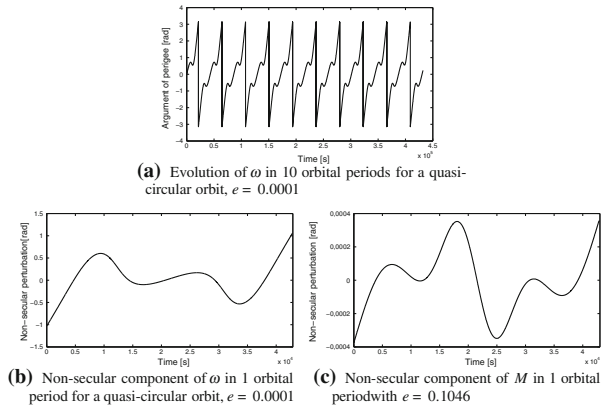 4
3
2
1
0
−1
−2
−3
−4
Argument of perigee [rad]
0 0.5 1 1.5 2 2.5 3 3.5 4 4.5
x 10⁵
Time [s]
(a) Evolution of ω in 10 orbital periods for a quasi-
circular orbit, e = 0.0001
1.5
1
0.5
0
−0.5
−1
−1.5
Non−secular perturbation[rad]
0 0.5 1 1.5 2 2.5 3 3.5 4
Time [s]
(b) Non-secular component of ω in 1 orbital
period for a quasi-circular orbit, e = 0.0001
0.0004
0.0002
0
−0.0002
−0.0004
Non−secular perturbation [rad]
0 0.5 1 1.5 2 2.5 3 3.5 4
Time [s]
(c) Non-secular component of M in 1 orbital
periodwith e = 0.1046